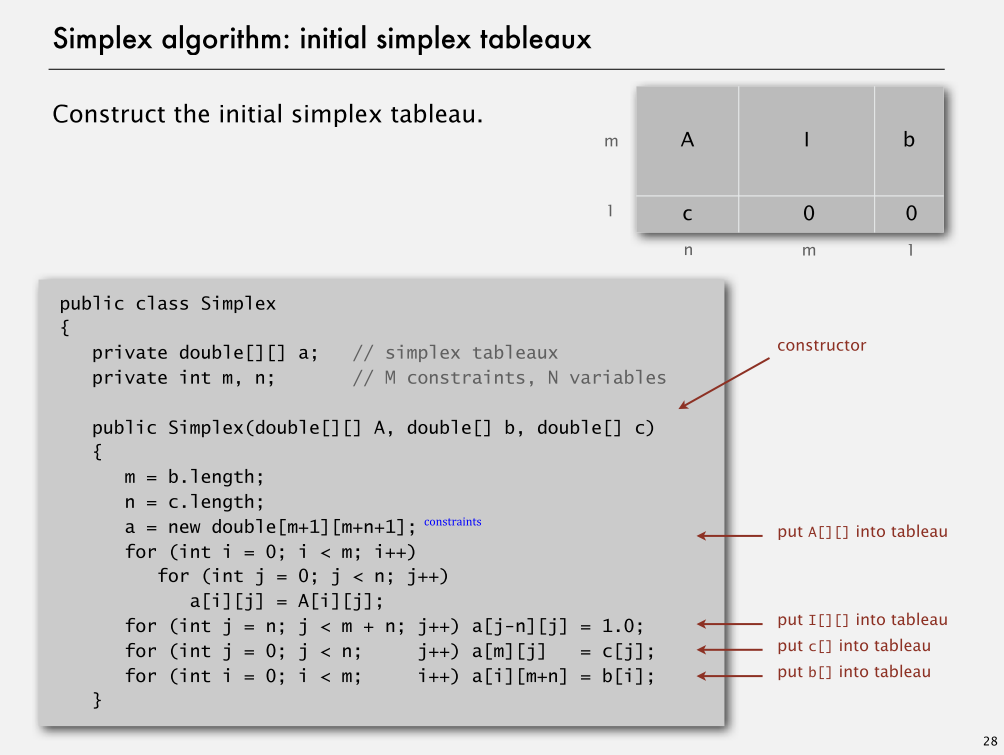 Simplex algorithm: initial simplex tableaux
Construct the initial simplex tableau.
m A I b
1 c 0 0
n m 1
public class Simplex
{
private double[][] a; // simplex tableaux
private int m, n; // M constraints, N variables
constructor
public Simplex(double[][] A, double[] b, double[] c)
{
m = b.length;
n = c.length;
a = new double[m+1][m+n+1]; constraints
put A[][] into tableau
for (int i = 0; i < m; i++)
for (int j = 0; j < n; j++)
a[i][j] = A[i][j];
for (int j = n; j < m + n; j++) a[j-n][j] = 1.0; put I[][] into tableau
for (int j = 0; j < n; j++) a[m][j] = c[j]; put c[] into tableau
for (int i = 0; i < m; i++) a[i][m+n] = b[i]; put b[] into tableau
}
28